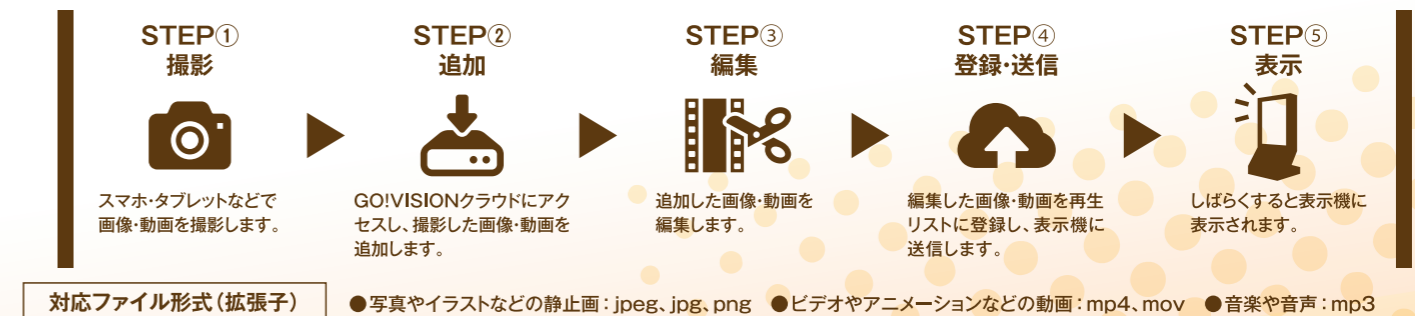 STEP①
撮影
スマホ・タブレットなどで
画像・動画を撮影します。
STEP②
追加
GO!VISIONクラウドにアク
セスし、撮影した画像・動画を
追加します。
STEP③
編集
追加した画像・動画を
編集します。
STEP④
登録・送信
編集した画像・動画を再生
リストに登録し、表示機に
送信します。
STEP⑤
表示
しばらくすると表示機に
表示されます。
対応ファイル形式(拡張子)
●写真やイラストなどの静止画:jpeg、jpg、png ●ビデオやアニメーションなどの動画:mp4、mov ●音楽や音声:mp3